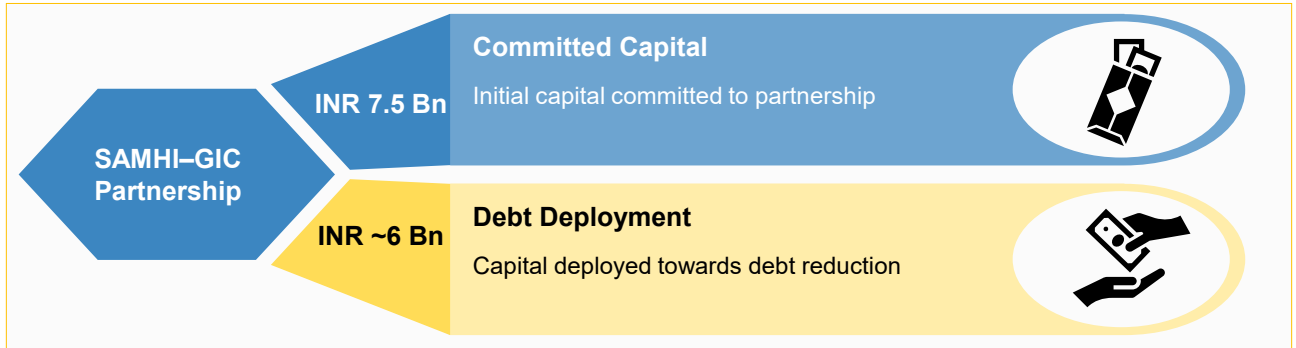 SAMHI–GIC
Partnership
INR 7.5 Bn
Committed Capital
Initial capital committed to partnership
INR ~6 Bn
Debt Deployment
Capital deployed towards debt reduction